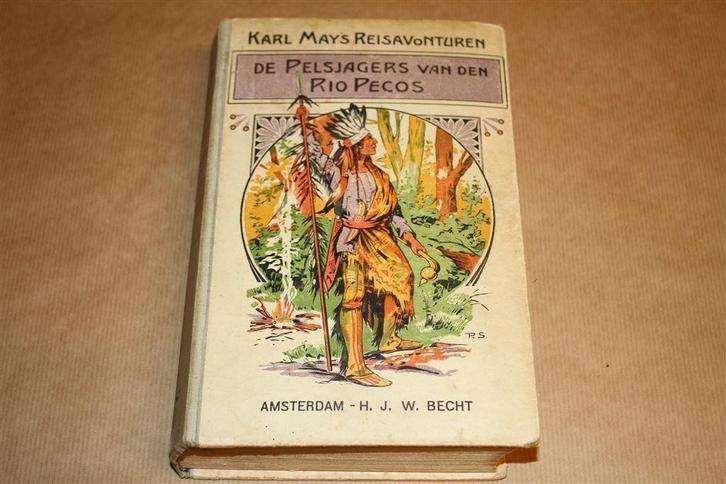 KARL MAY'S REISAVONTUREN
DE PELSJAGERS VAN DEN
RIO PECOS
P.S
AMSTERDAM - H. J. W. BECHT